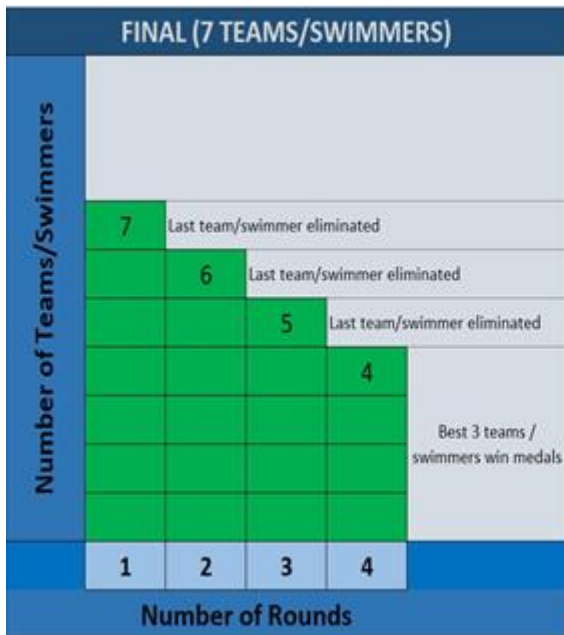 FINAL (7 TEAMS/SWIMMERS)
Number of Teams/Swimmers
7 Last team/swimmer eliminated
6 Last team/swimmer eliminated
5 Last team/swimmer eliminated
4
Best 3 teams /
swimmers win medals
1 2 3 4
Number of Rounds